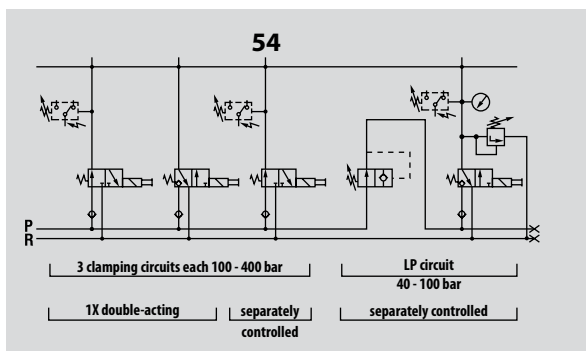 54
P
R
3 clamping circuits each 100 - 400 bar
LP circuit
40 - 100 bar
1X double-acting
separately
controlled
separately controlled